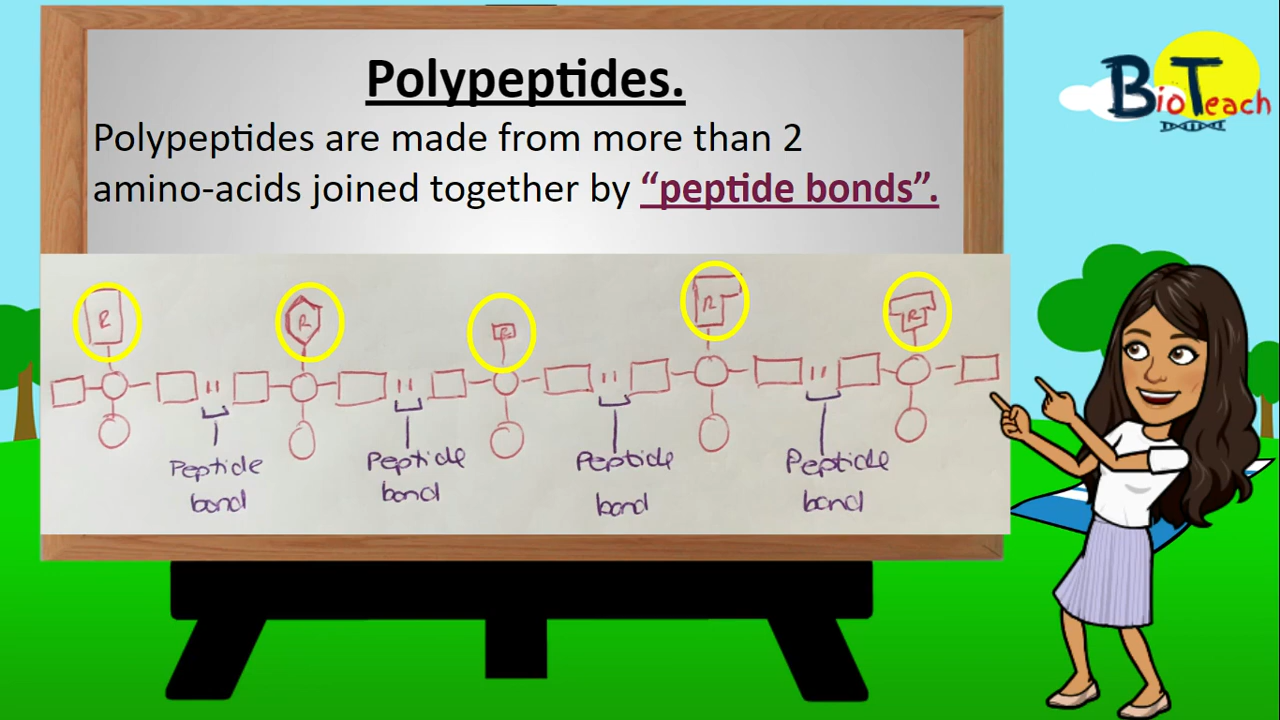 Polypeptides.
BioTeach
Polypeptides are made from more than 2
amino-acids joined together by “peptide bonds”.
R
R
R
R
R
" " " "
Peptide
bond
Peptide
bond
Peptide
bond
Peptide
bond